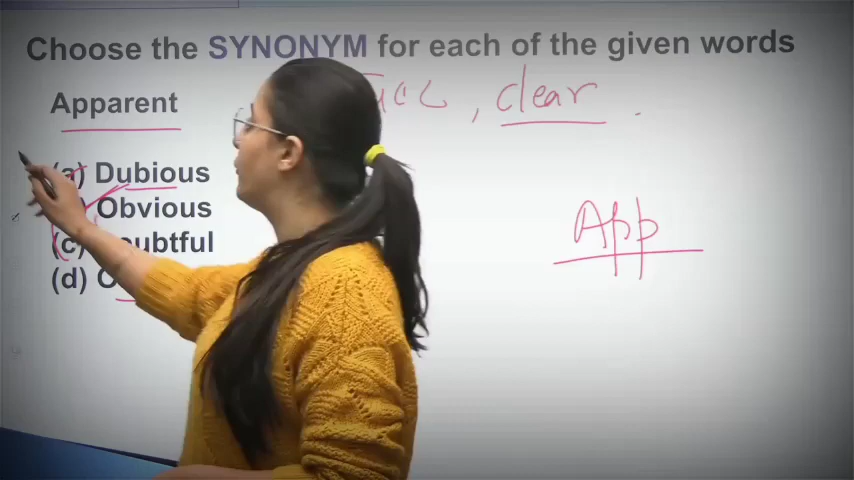 Choose the SYNONYM for each of the given words
Apparent
, clear .
(a) Dubious
Obvious
(c)
(d)
App